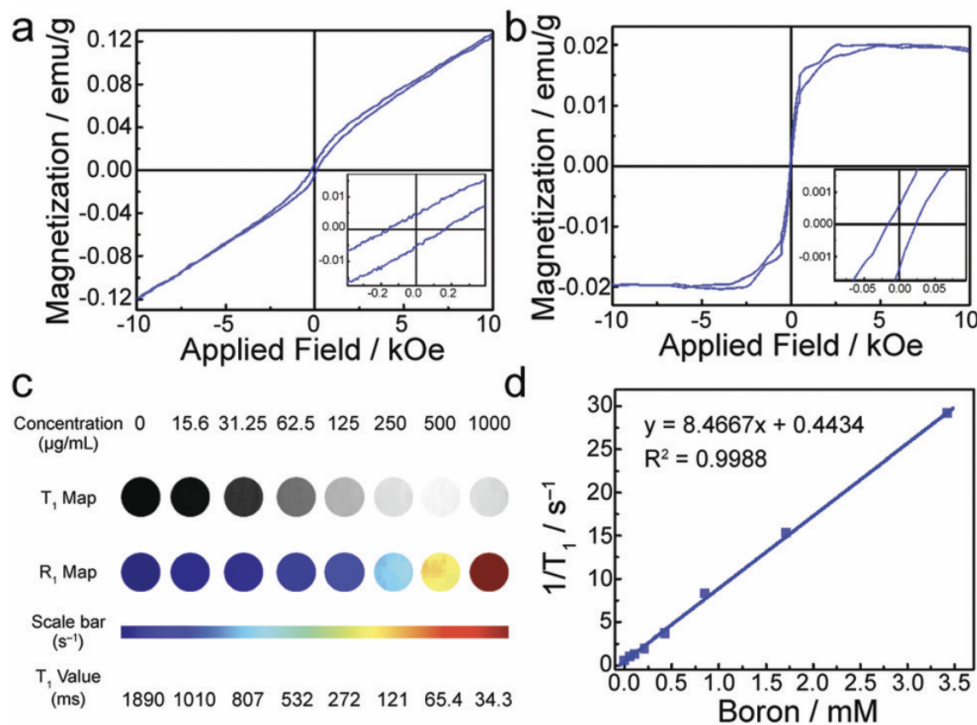 a
Magnetization / emu/g
0.12
0.08
0.04
0.00
-0.04
-0.08
-0.12
-10 -5 0 5 10
Applied Field / kOe
0.01
0.00
-0.01
-0.2 0.0 0.2
b
Magnetization / emu/g
0.02
0.01
0.00
-0.01
-0.02
-10 -5 0 5 10
Applied Field / kOe
0.001
0.000
-0.001
-0.05 0.00 0.05
c
Concentration 0 15.6 31.25 62.5 125 250 500 1000
(μg/mL)
T₁ Map
R₁ Map
Scale bar
(s⁻¹)
T₁ Value
(ms) 1890 1010 807 532 272 121 65.4 34.3
d
1/T₁ / s⁻¹
30
25
20
15
10
5
0
y = 8.4667x + 0.4434
R² = 0.9988
0.0 0.5 1.0 1.5 2.0 2.5 3.0 3.5
Boron / mM